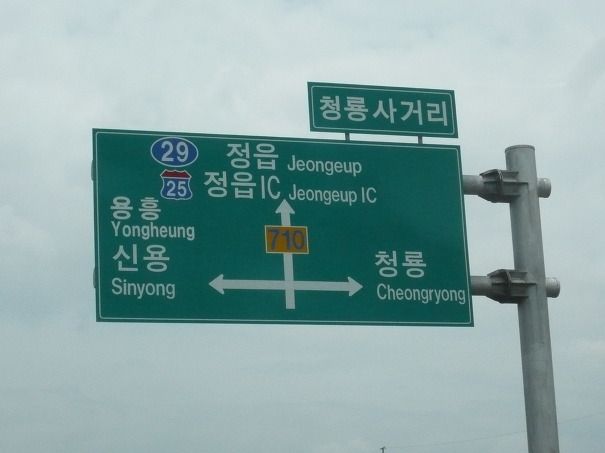 청룡사거리
29 정읍 Jeongeup
25 정읍IC Jeongeup IC
용흥
Yongheung
신용
Sinyong
710
청룡
Cheongryong